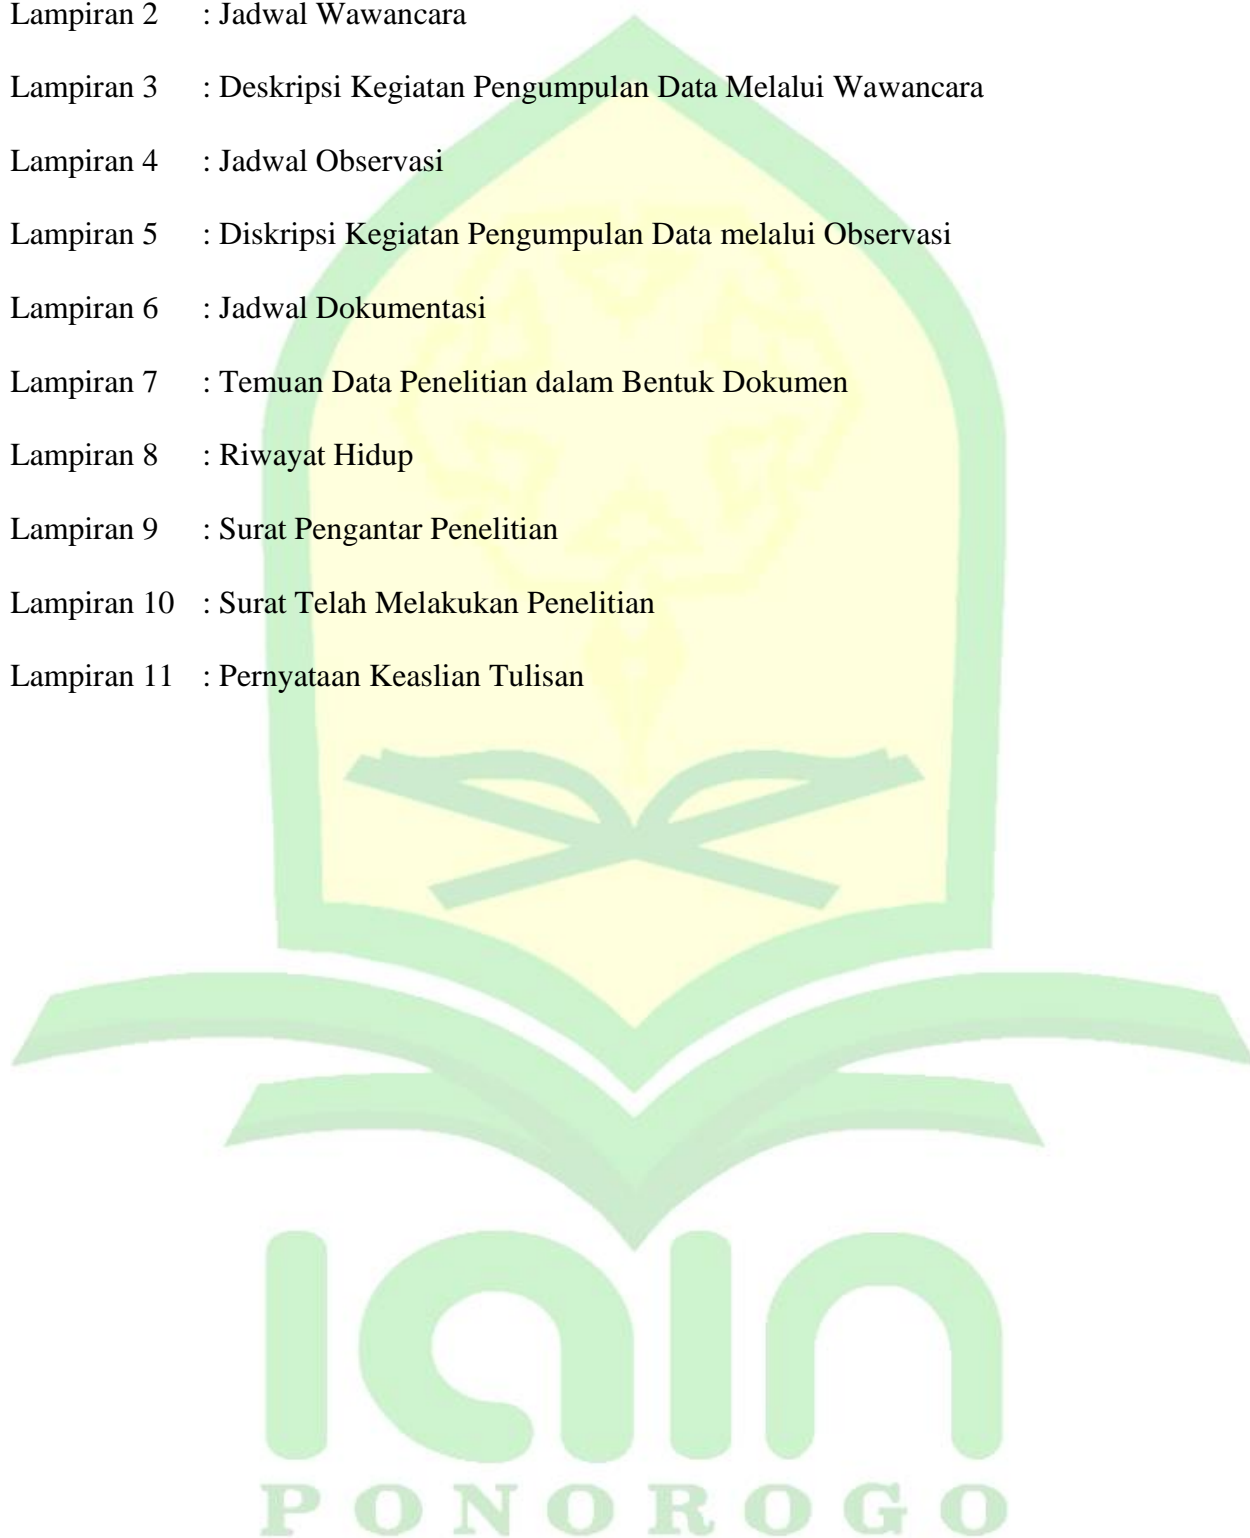 Lampiran 2 : Jadwal Wawancara
Lampiran 3 : Deskripsi Kegiatan Pengumpulan Data Melalui Wawancara
Lampiran 4 : Jadwal Observasi
Lampiran 5 : Diskripsi Kegiatan Pengumpulan Data melalui Observasi
Lampiran 6 : Jadwal Dokumentasi
Lampiran 7 : Temuan Data Penelitian dalam Bentuk Dokumen
Lampiran 8 : Riwayat Hidup
Lampiran 9 : Surat Pengantar Penelitian
Lampiran 10 : Surat Telah Melakukan Penelitian
Lampiran 11 : Pernyataan Keaslian Tulisan
iain
PONOROGO